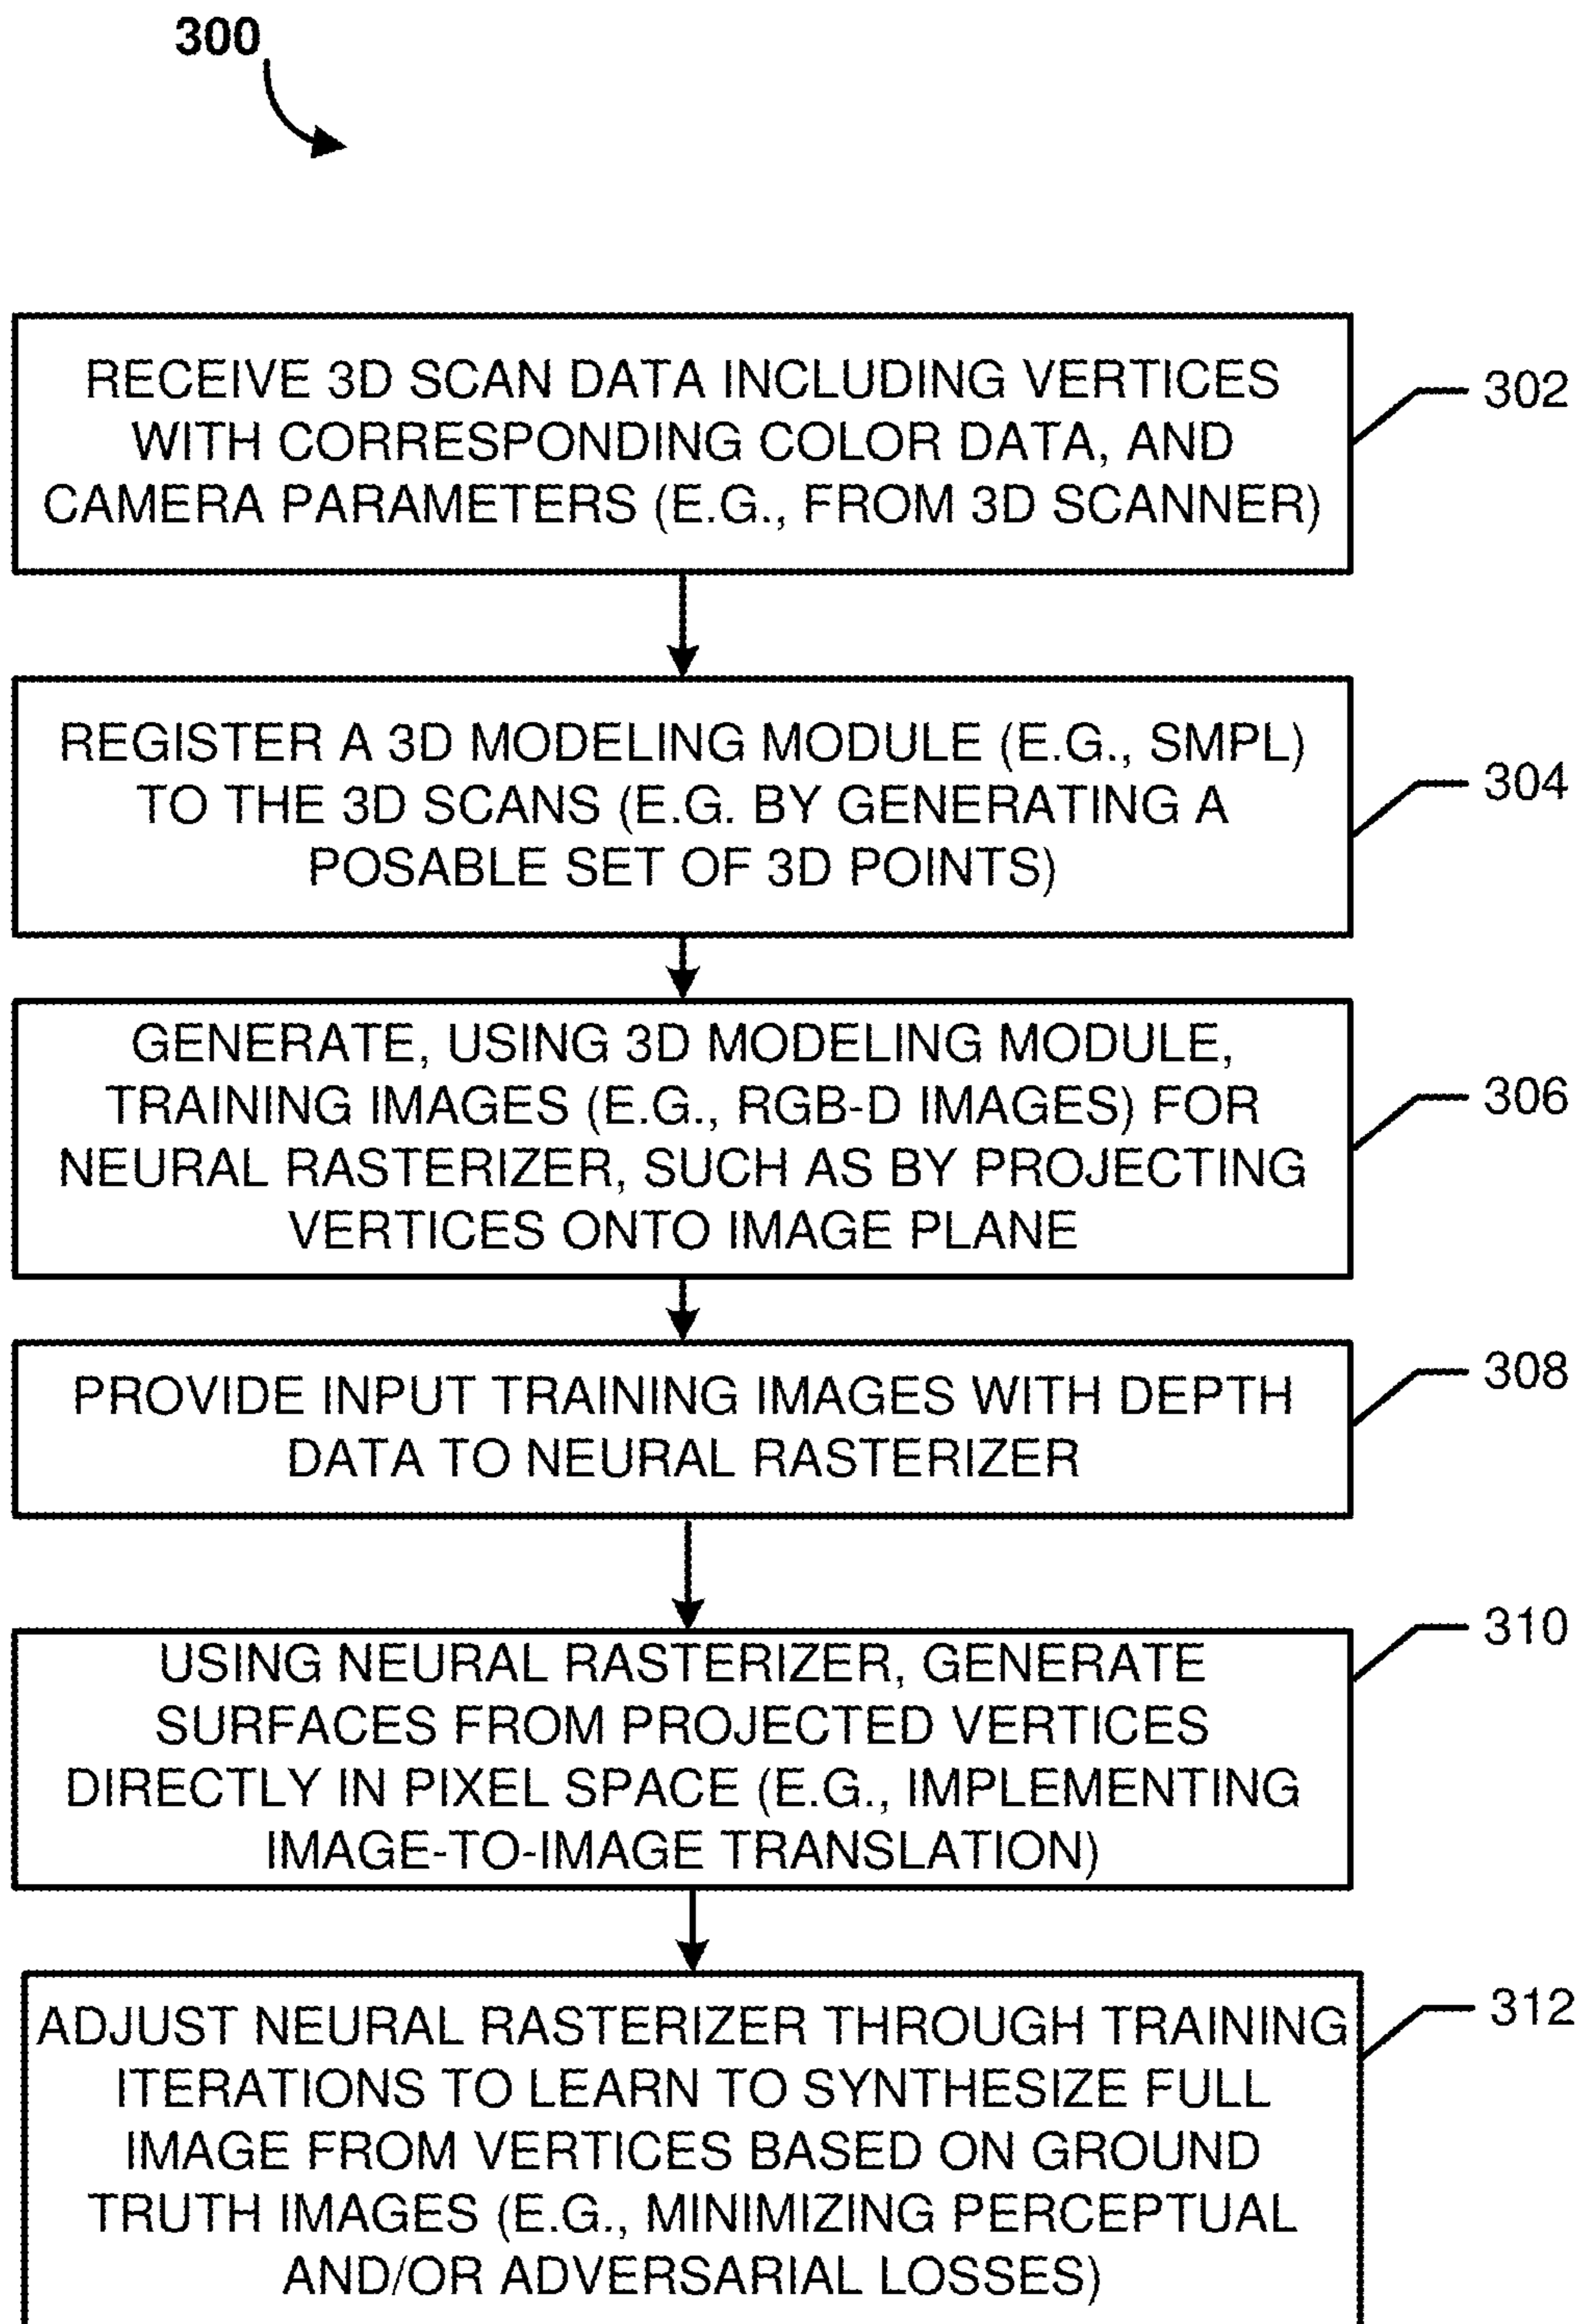 300
RECEIVE 3D SCAN DATA INCLUDING VERTICES
WITH CORRESPONDING COLOR DATA, AND
CAMERA PARAMETERS (E.G., FROM 3D SCANNER)
302
REGISTER A 3D MODELING MODULE (E.G., SMPL)
TO THE 3D SCANS (E.G. BY GENERATING A
POSABLE SET OF 3D POINTS)
304
GENERATE, USING 3D MODELING MODULE,
TRAINING IMAGES (E.G., RGB-D IMAGES) FOR
NEURAL RASTERIZER, SUCH AS BY PROJECTING
VERTICES ONTO IMAGE PLANE
306
PROVIDE INPUT TRAINING IMAGES WITH DEPTH
DATA TO NEURAL RASTERIZER
308
USING NEURAL RASTERIZER, GENERATE
SURFACES FROM PROJECTED VERTICES
DIRECTLY IN PIXEL SPACE (E.G., IMPLEMENTING
IMAGE-TO-IMAGE TRANSLATION)
310
ADJUST NEURAL RASTERIZER THROUGH TRAINING
ITERATIONS TO LEARN TO SYNTHESIZE FULL
IMAGE FROM VERTICES BASED ON GROUND
TRUTH IMAGES (E.G., MINIMIZING PERCEPTUAL
AND/OR ADVERSARIAL LOSSES)
312